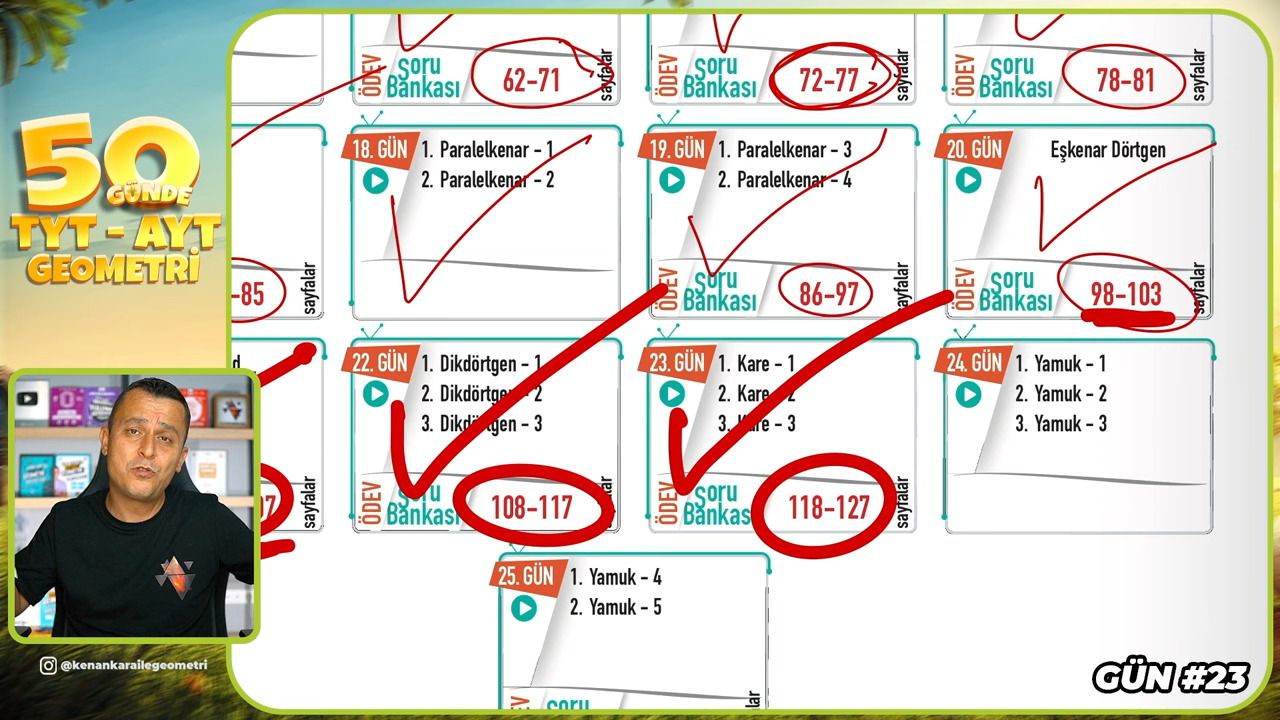 50
GÜNDE
TYT - AYT
GEOMETRİ
@kenankarailegeometri
ÖDEV
Soru
Bankası
62-71
sayfalar
ÖDEV
Soru
Bankası
72-77
sayfalar
ÖDEV
Soru
Bankası
78-81
sayfalar
-85
sayfalar
18. GÜN
1. Paralelkenar - 1
2. Paralelkenar - 2
19. GÜN
1. Paralelkenar - 3
2. Paralelkenar - 4
ÖDEV
Soru
Bankası
86-97
sayfalar
20. GÜN
Eşkenar Dörtgen
ÖDEV
Soru
Bankası
98-103
sayfalar
d
07
sayfalar
22. GÜN
1. Dikdörtgen - 1
2. Dikdörtgen - 2
3. Dikdörtgen - 3
ÖDEV
Soru
Bankası
108-117
sayfalar
23. GÜN
1. Kare - 1
2. Kare - 2
3. Kare - 3
ÖDEV
Soru
Bankası
118-127
sayfalar
24. GÜN
1. Yamuk - 1
2. Yamuk - 2
3. Yamuk - 3
25. GÜN
1. Yamuk - 4
2. Yamuk - 5
ÖDEV
Soru
sayfalar
GÜN #23